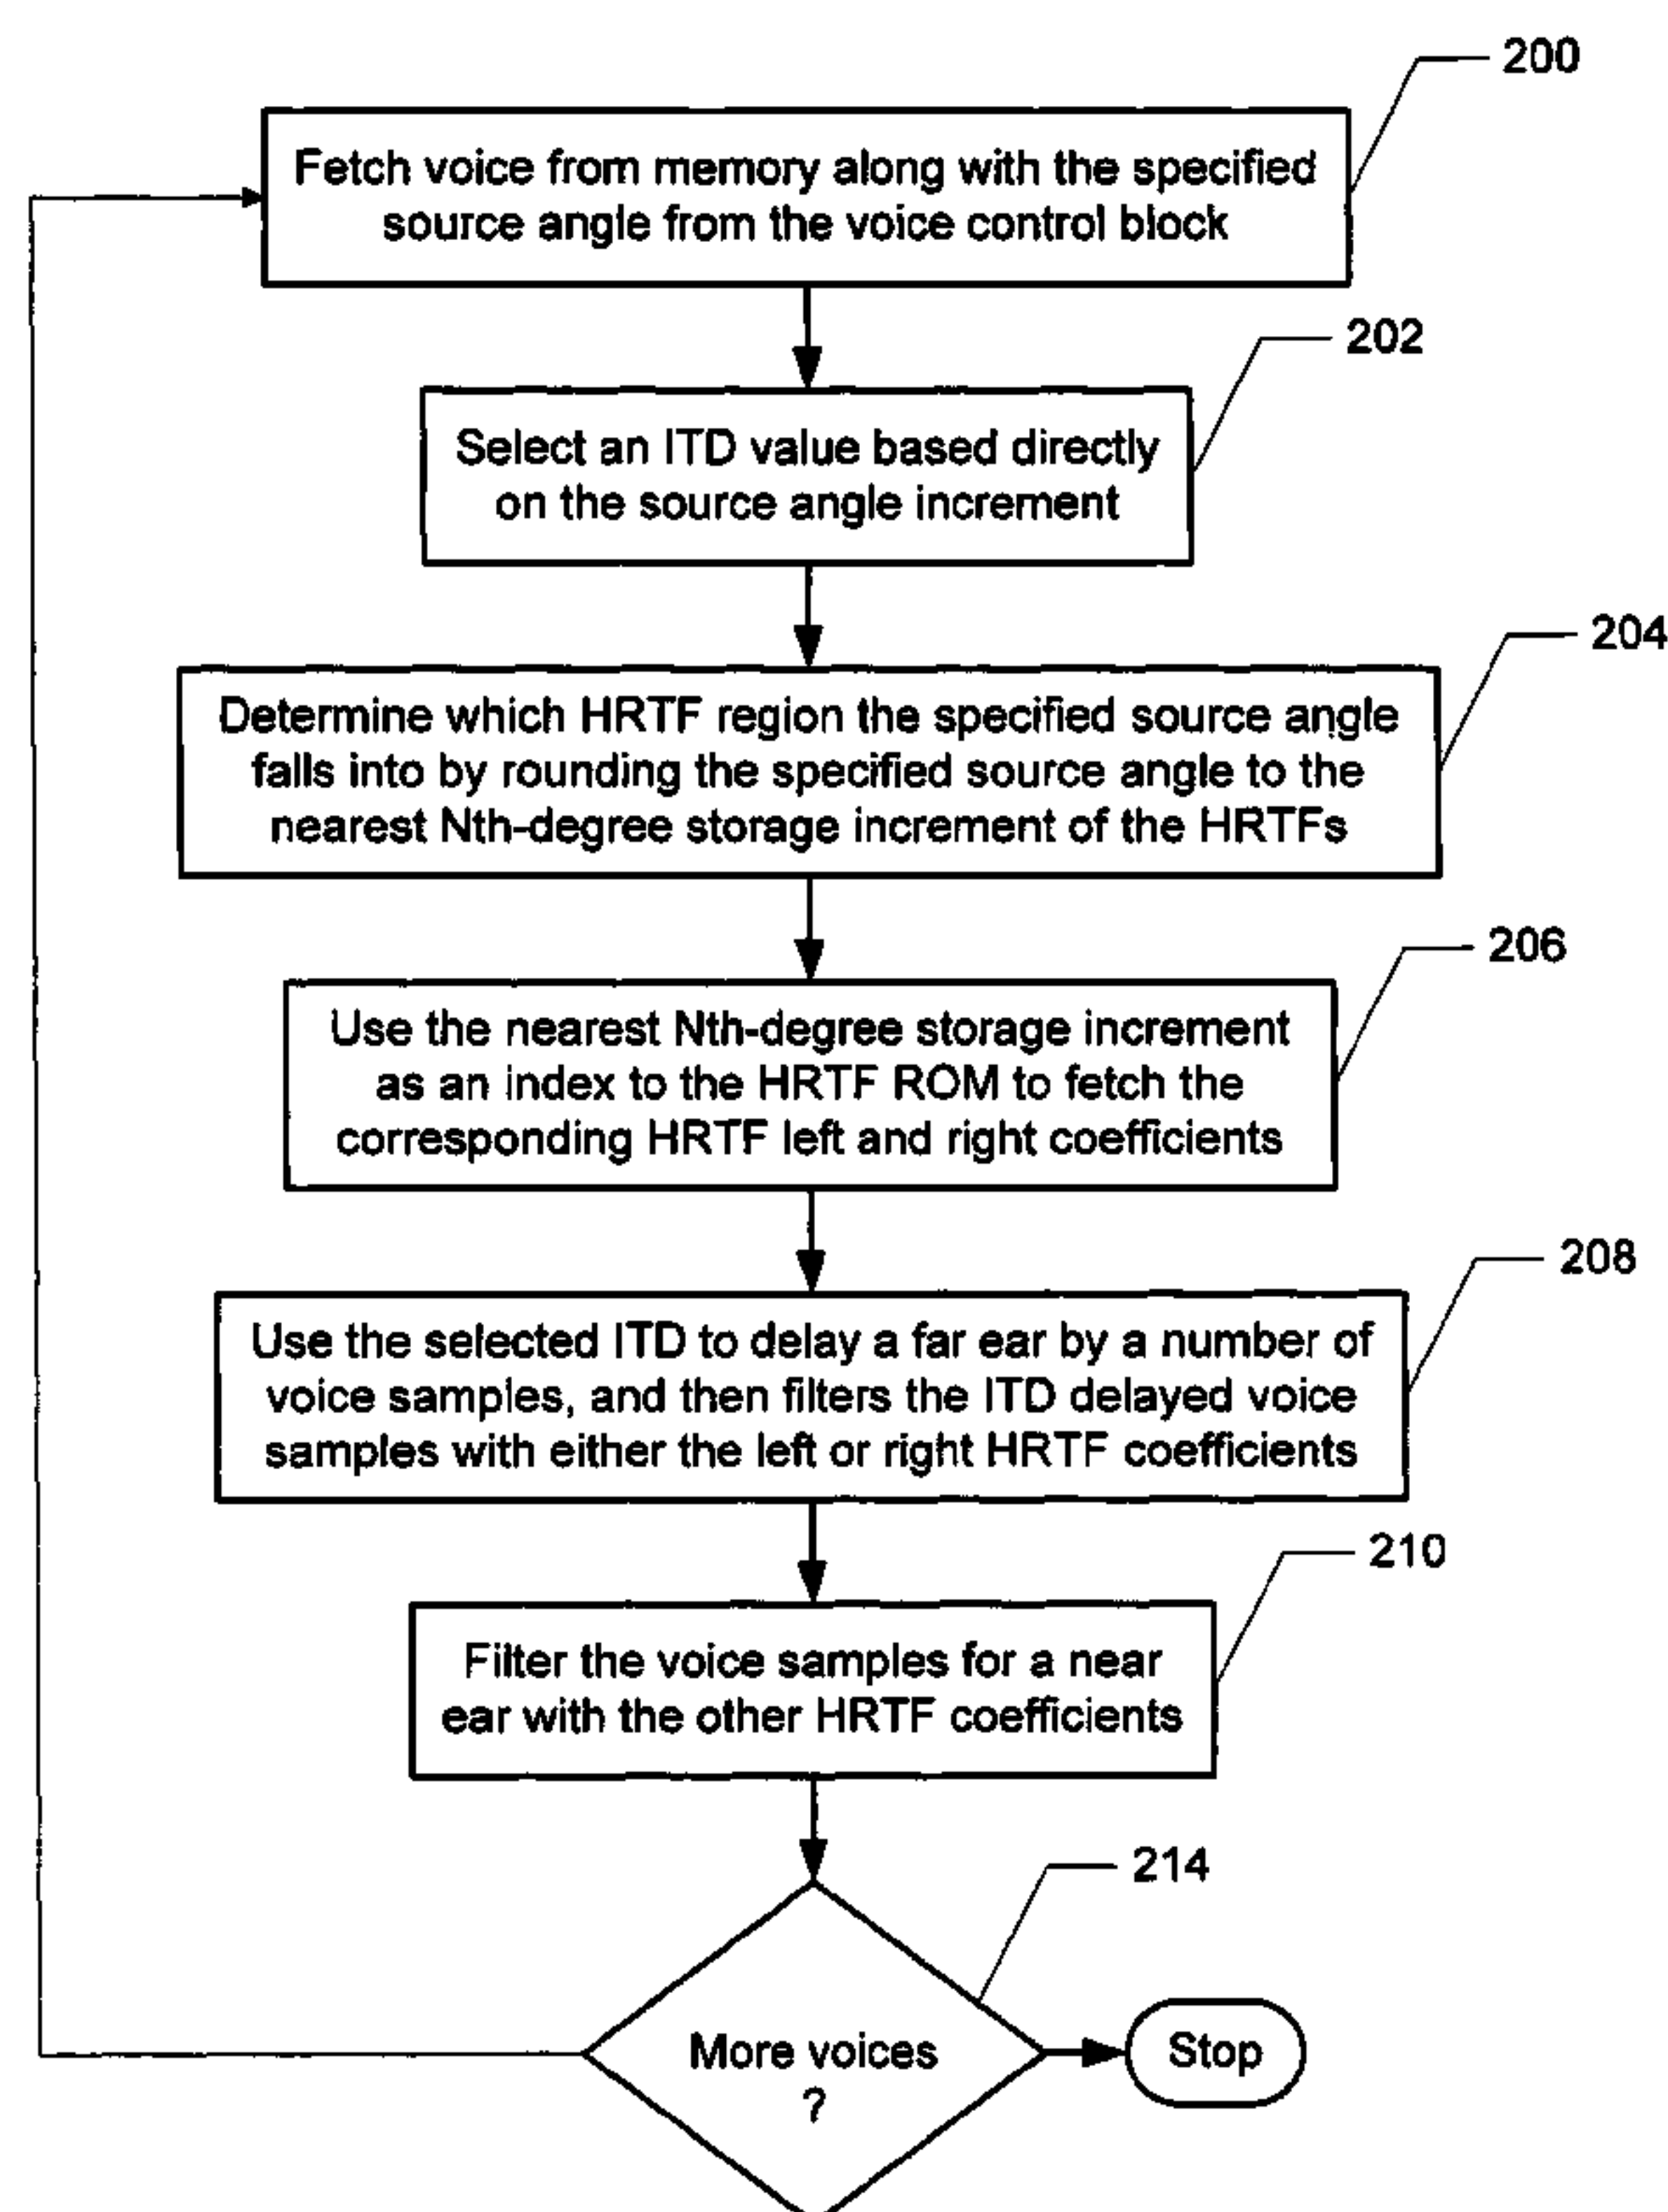 200
Fetch voice from memory along with the specified
source angle from the voice control block
202
Select an ITD value based directly
on the source angle increment
204
Determine which HRTF region the specified source angle
falls into by rounding the specified source angle to the
nearest Nth-degree storage increment of the HRTFs
206
Use the nearest Nth-degree storage increment
as an index to the HRTF ROM to fetch the
corresponding HRTF left and right coefficients
208
Use the selected ITD to delay a far ear by a number of
voice samples, and then filters the ITD delayed voice
samples with either the left or right HRTF coefficients
210
Filter the voice samples for a near
ear with the other HRTF coefficients
214
More voices
?
Stop